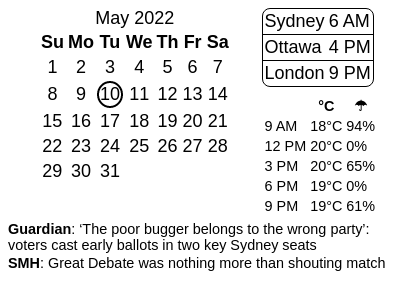 May 2022
Su Mo Tu We Th Fr Sa
1 2 3 4 5 6 7
8 9 10 11 12 13 14
15 16 17 18 19 20 21
22 23 24 25 26 27 28
29 30 31
Sydney 6 AM
Ottawa 4 PM
London 9 PM
°C ☂
9 AM 18°C 94%
12 PM 20°C 0%
3 PM 20°C 65%
6 PM 19°C 0%
9 PM 19°C 61%
Guardian: ‘The poor bugger belongs to the wrong party’:
voters cast early ballots in two key Sydney seats
SMH: Great Debate was nothing more than shouting match